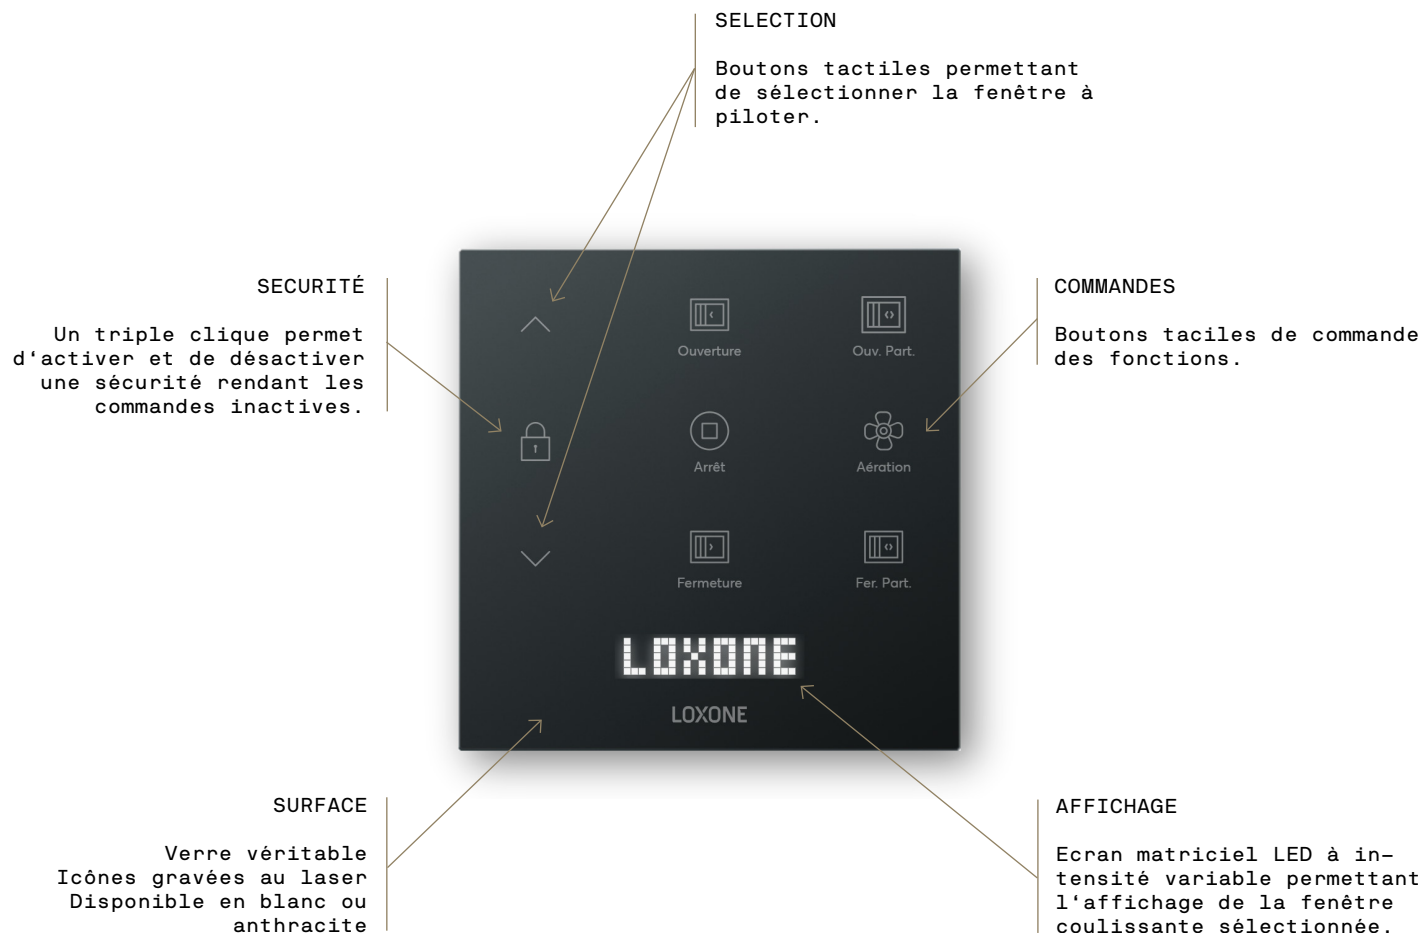 SELECTION
Boutons tactiles permettant
de sélectionner la fenêtre à
piloter.
SECURITÉ
Un triple clique permet
d‘activer et de désactiver
une sécurité rendant les
commandes inactives.
COMMANDES
Boutons taciles de commande
des fonctions.
Ouverture
Ouv. Part.
Arrêt
Aération
Fermeture
Fer. Part.
LOXONE
LOXONE
SURFACE
Verre véritable
Icônes gravées au laser
Disponible en blanc ou
anthracite
AFFICHAGE
Ecran matriciel LED à in-
tensité variable permettant
l‘affichage de la fenêtre
coulissante sélectionnée.